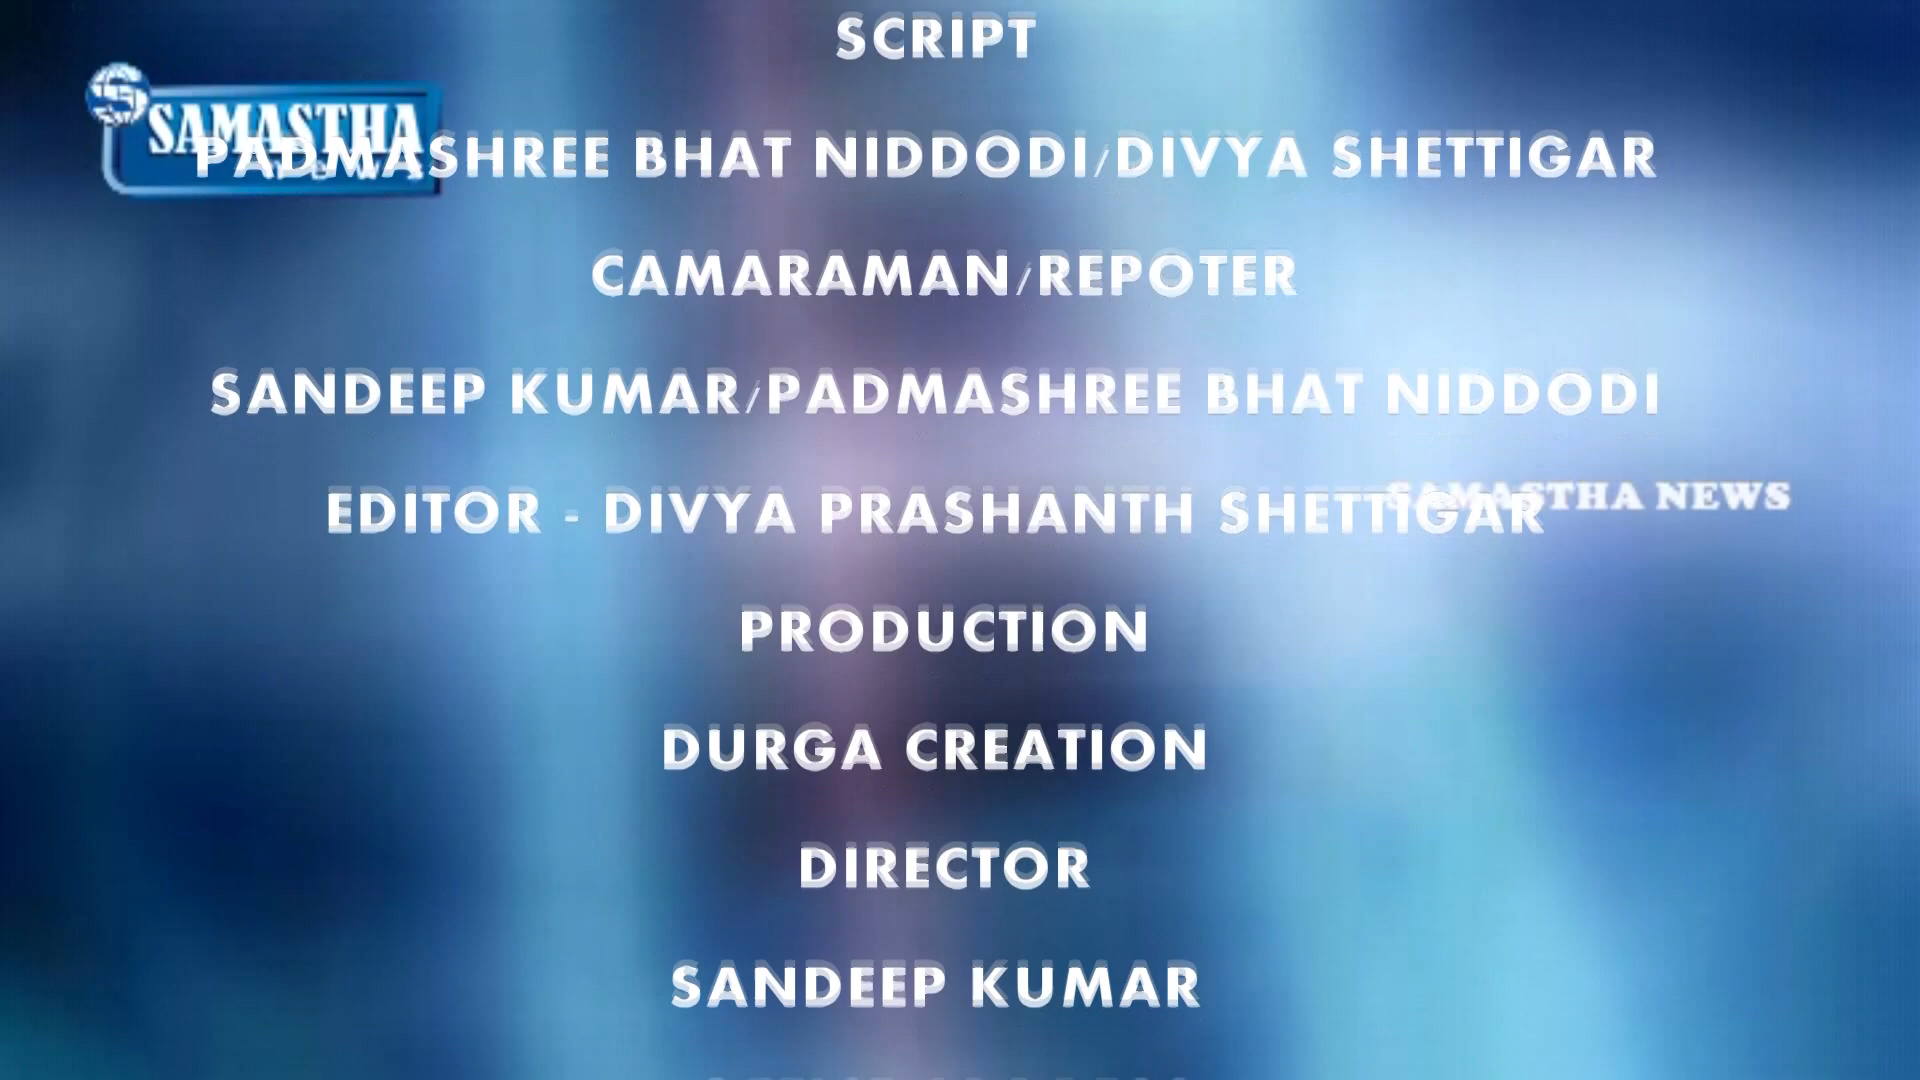 SCRIPT
SAMASTHA
PADMASHREE BHAT NIDDODI/DIVYA SHETTIGAR
CAMARAMAN/REPOTER
SANDEEP KUMAR/PADMASHREE BHAT NIDDODI
SAMASTHA NEWS
EDITOR - DIVYA PRASHANTH SHETTIGAR
PRODUCTION
DURGA CREATION
DIRECTOR
SANDEEP KUMAR